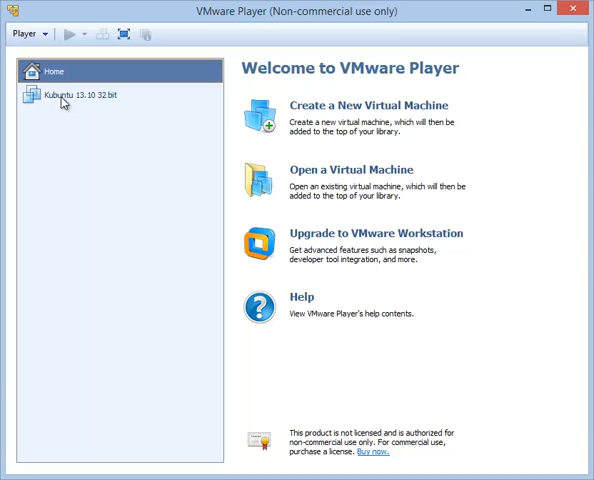 VMware Player (Non-commercial use only)
Player
Home
Kubuntu 13.10 32 bit
Welcome to VMware Player
Create a New Virtual Machine
Create a new virtual machine, which will then be
added to the top of your library.
Open a Virtual Machine
Open an existing virtual machine, which will then be
added to the top of your library.
Upgrade to VMware Workstation
Get advanced features such as snapshots,
developer tool integration, and more.
Help
View VMware Player's help contents.
This product is not licensed and is authorized for
non-commercial use only. For commercial use,
purchase a license. Buy now.